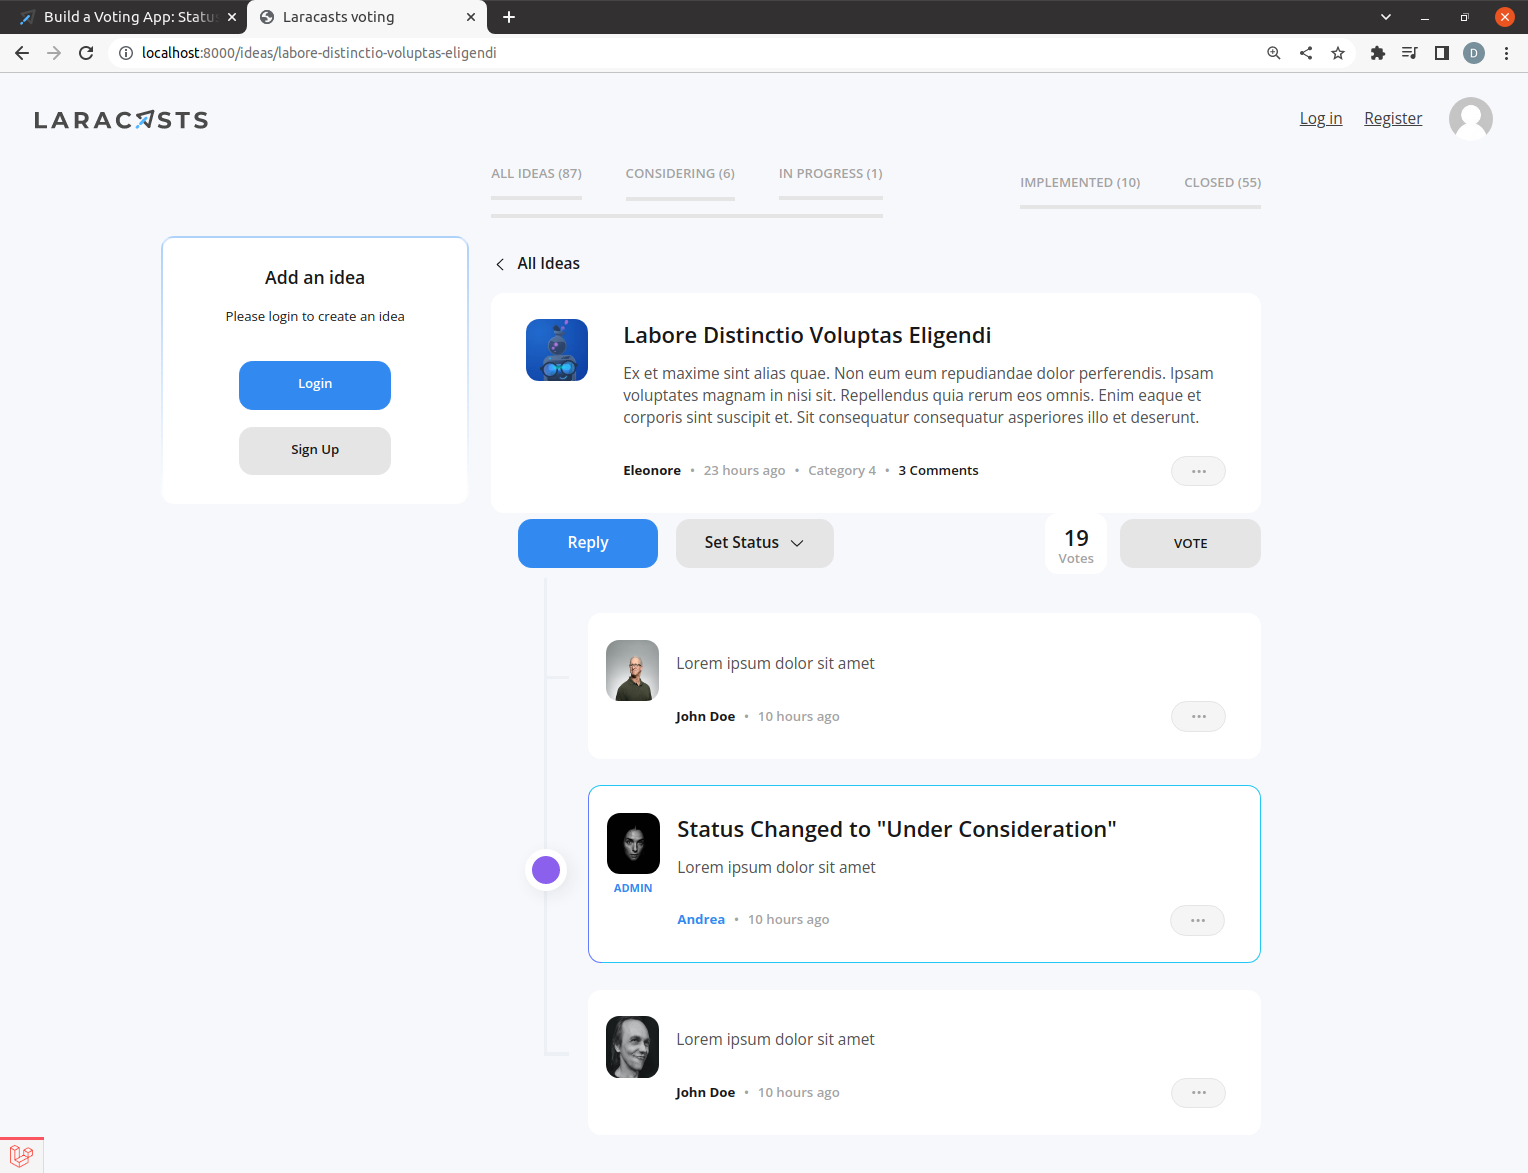 Build a Voting App: Statu
Laracasts voting
localhost:8000/ideas/labore-distinctio-voluptas-eligendi
D
LARACASTS
Log in
Register
ALL IDEAS (87)
CONSIDERING (6)
IN PROGRESS (1)
IMPLEMENTED (10)
CLOSED (55)
Add an idea
Please login to create an idea
Login
Sign Up
All Ideas
Labore Distinctio Voluptas Eligendi
Ex et maxime sint alias quae. Non eum eum repudiandae dolor perferendis. Ipsam
voluptates magnam in nisi sit. Repellendus quia rerum eos omnis. Enim eaque et
corporis sint suscipit et. Sit consequatur consequatur asperiores illo et deserunt.
Eleonore • 23 hours ago • Category 4 • 3 Comments
Reply
Set Status
19
Votes
VOTE
Lorem ipsum dolor sit amet
John Doe • 10 hours ago
Status Changed to "Under Consideration"
Lorem ipsum dolor sit amet
ADMIN
Andrea • 10 hours ago
Lorem ipsum dolor sit amet
John Doe • 10 hours ago